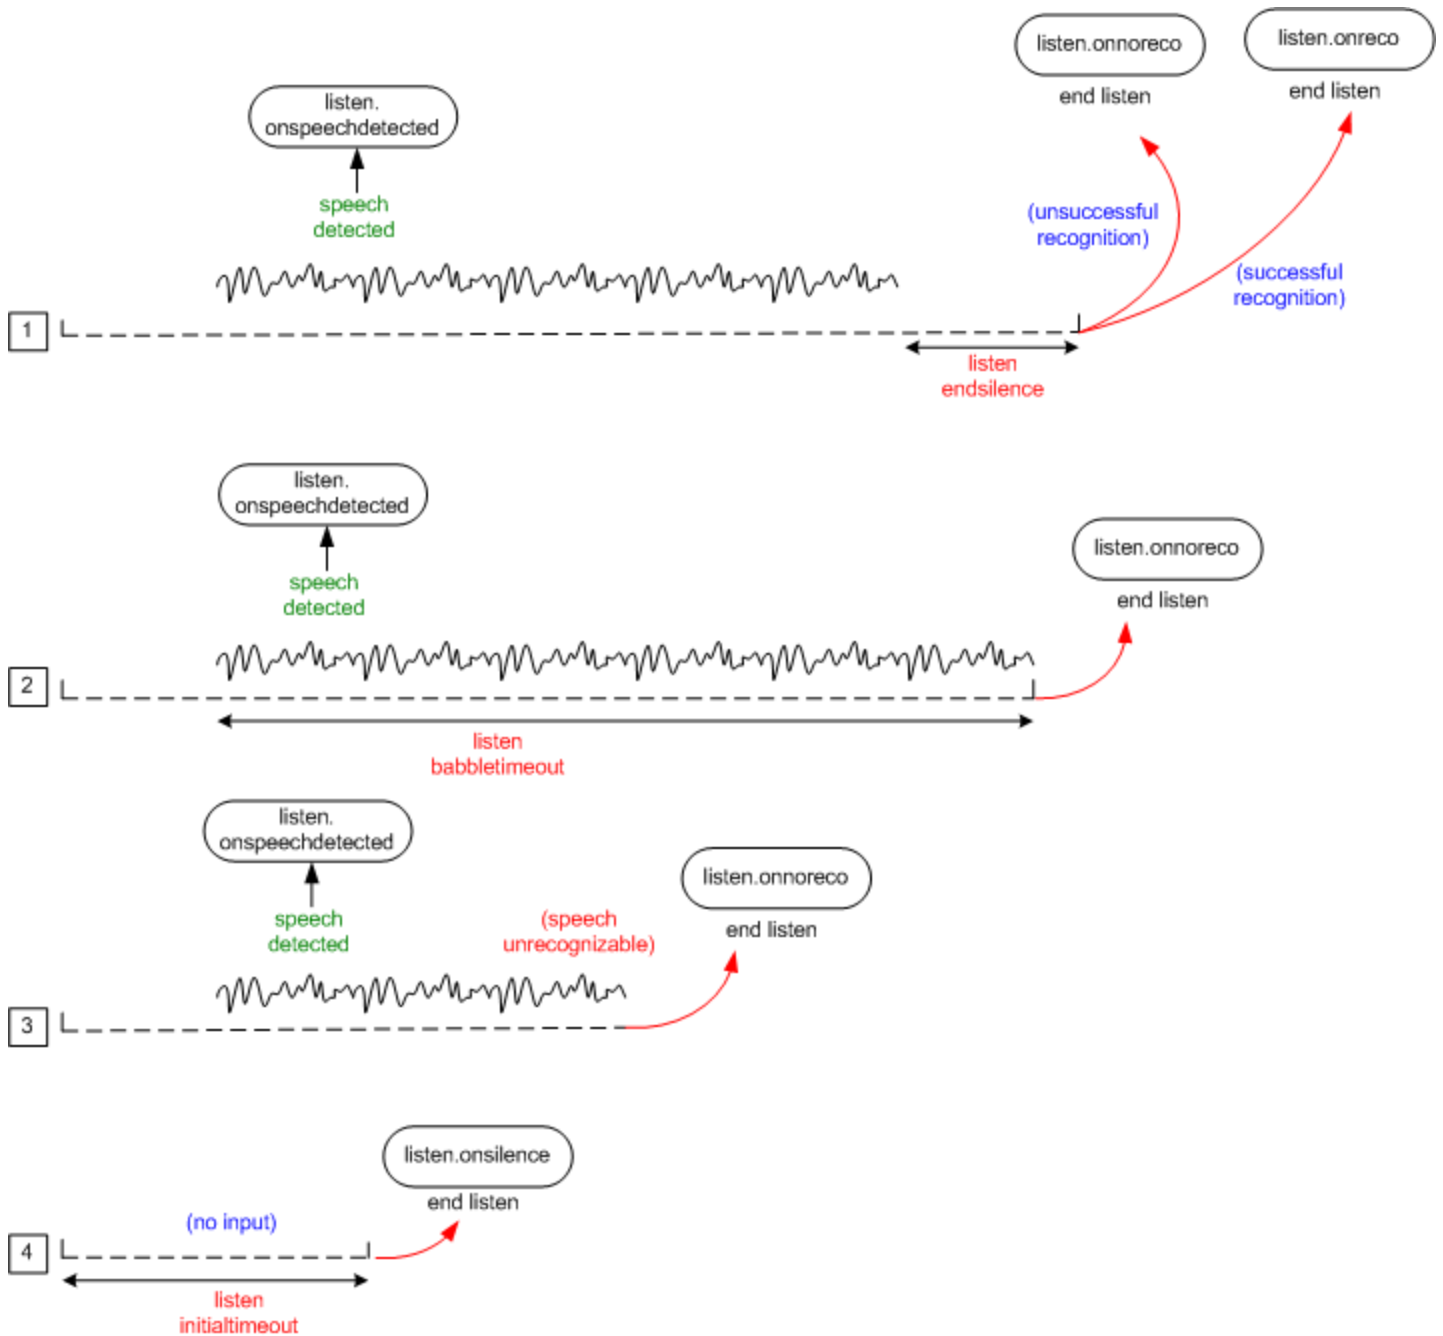 listen.onnoreco
end listen
listen.onreco
end listen
listen.
onspeechdetected
speech
detected
(unsuccessful
recognition)
(successful
recognition)
1
listen
endsilence
listen.
onspeechdetected
speech
detected
listen.onnoreco
end listen
2
listen
babbletimeout
listen.
onspeechdetected
speech
detected
(speech
unrecognizable)
listen.onnoreco
end listen
3
listen.onsilence
end listen
(no input)
4
listen
initialtimeout